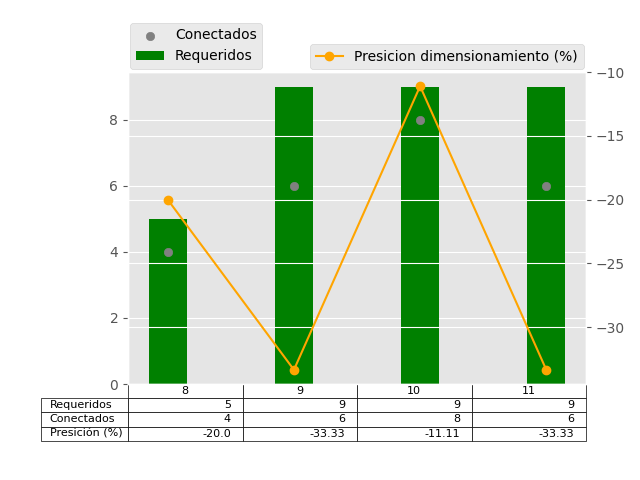 Conectados
Requeridos
Presicion dimensionamiento (%)
8
6
4
2
0
−10
−15
−20
−25
−30
8 9 10 11
Requeridos 5 9 9 9
Conectados 4 6 8 6
Presición (%) -20.0 -33.33 -11.11 -33.33